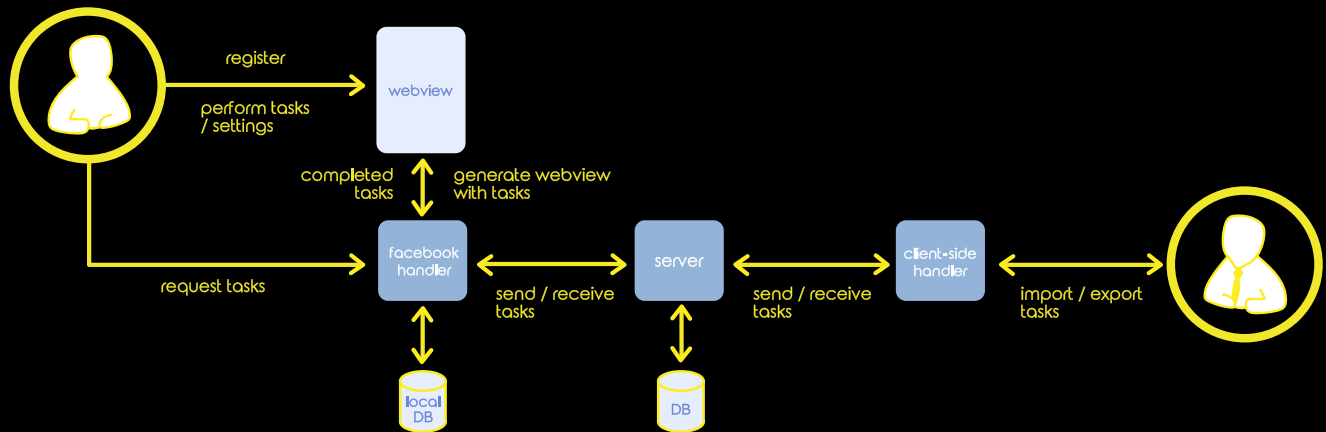 register
webview
perform tasks
/ settings
completed
tasks
generate webview
with tasks
facebook
handler
server
client-side
handler
request tasks
send / receive
tasks
send / receive
tasks
import / export
tasks
local
DB
DB